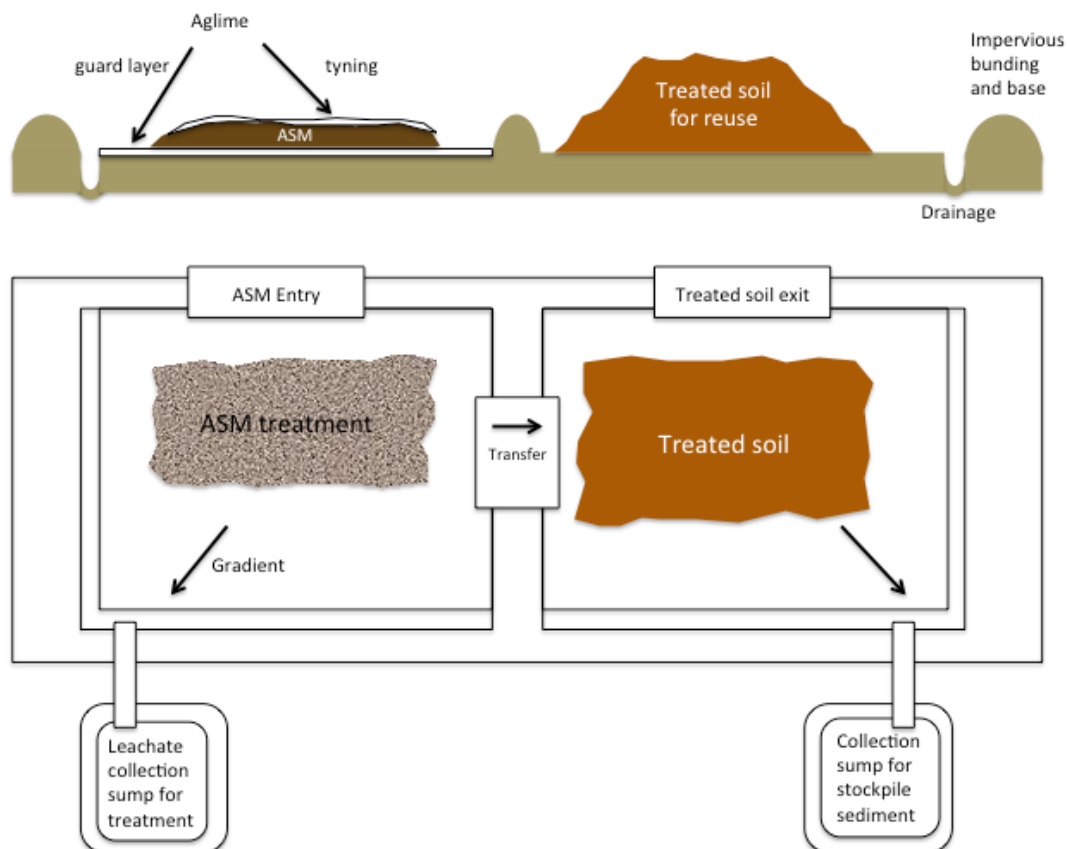 Aglime
guard layer
tyning
ASM
Treated soil
for reuse
Impervious
bunding
and base
Drainage
ASM Entry
Treated soil exit
ASM treatment
Transfer
Treated soil
Gradient
Leachate
collection
sump for
treatment
Collection
sump for
stockpile
sediment